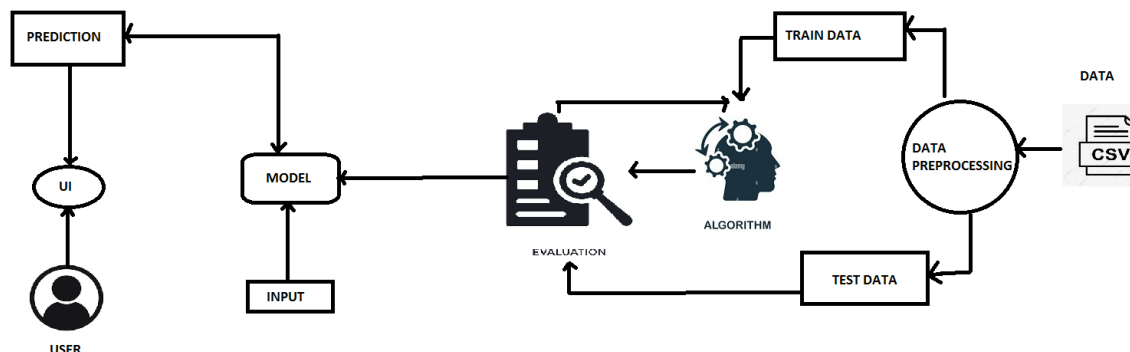 PREDICTION
TRAIN DATA
DATA
CSV
DATA
PREPROCESSING
UI
MODEL
ALGORITHM
EVALUATION
INPUT
TEST DATA
USER